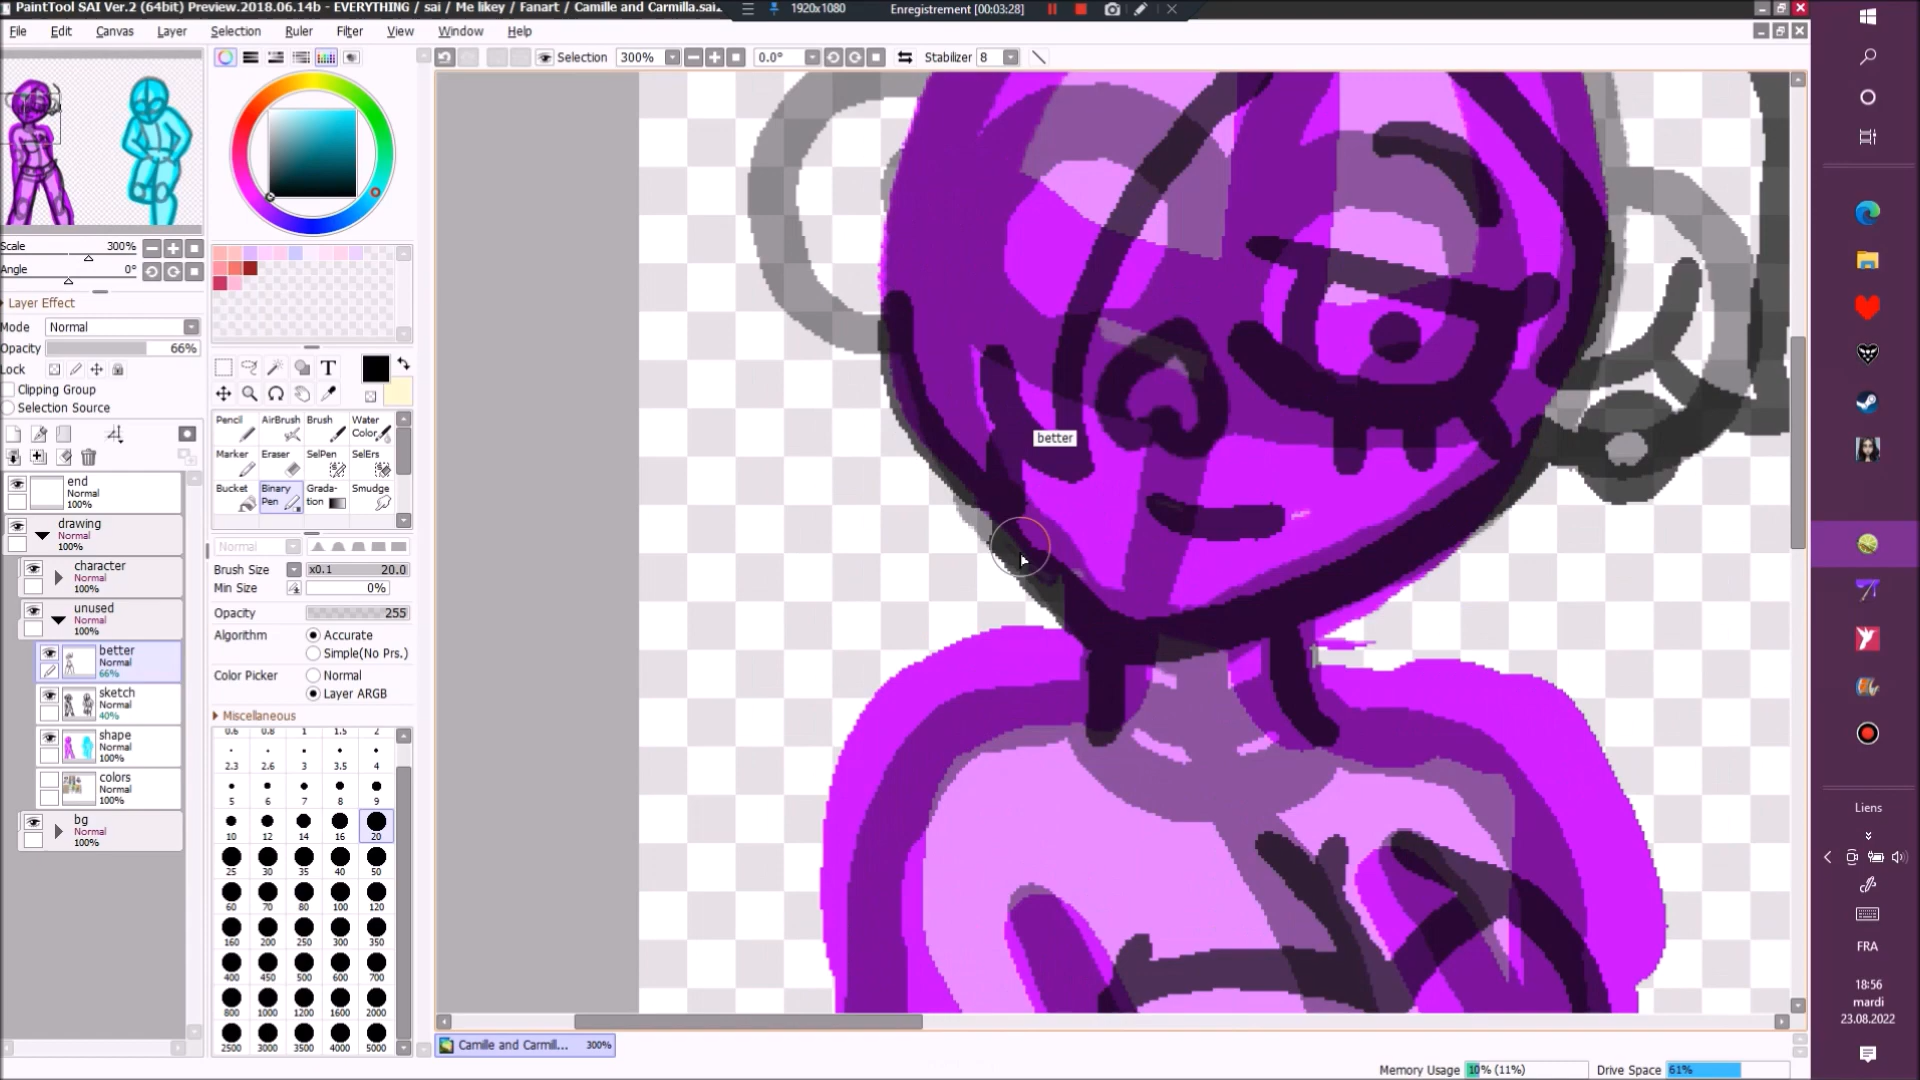 PaintTool SAI Ver.2 (64bit) Preview.2018.06.14b - EVERYTHING / sai / Me likey / Fanart / Camille and Carmilla.sai...
1920x1080
Enregistrement [00:03:28]
File Edit Canvas Layer Selection Ruler Filter View Window Help
Selection 300% 0.0° Stabilizer 8
Scale 300%
Angle 0°
Layer Effect
Mode Normal
Opacity 66%
Lock
Clipping Group
Selection Source
end
Normal
100%
drawing
Normal
100%
character
Normal
100%
unused
Normal
100%
better
Normal
66%
sketch
Normal
40%
shape
Normal
100%
colors
Normal
100%
bg
Normal
100%
T
Pencil AirBrush Brush Water Color
Marker Eraser SelPen SelErs
Bucket Binary Pen Grada-tion Smudge
Normal
Brush Size x0.1 20.0
Min Size 0%
Opacity 255
Algorithm Accurate
Simple(No Prs.)
Color Picker Normal
Layer ARGB
Miscellaneous
0.6 0.8 1 1.5 2
2.3 2.6 3 3.5 4
5 6 7 8 9
10 12 14 16 20
25 30 35 40 50
60 70 80 100 120
160 200 250 300 350
400 450 500 600 700
800 1000 1200 1600 2000
2500 3000 3500 4000 5000
better
Camille and Carmill... 300%
Memory Usage 10% (11%) Drive Space 61%
Liens
FRA
18:56
mardi
23.08.2022